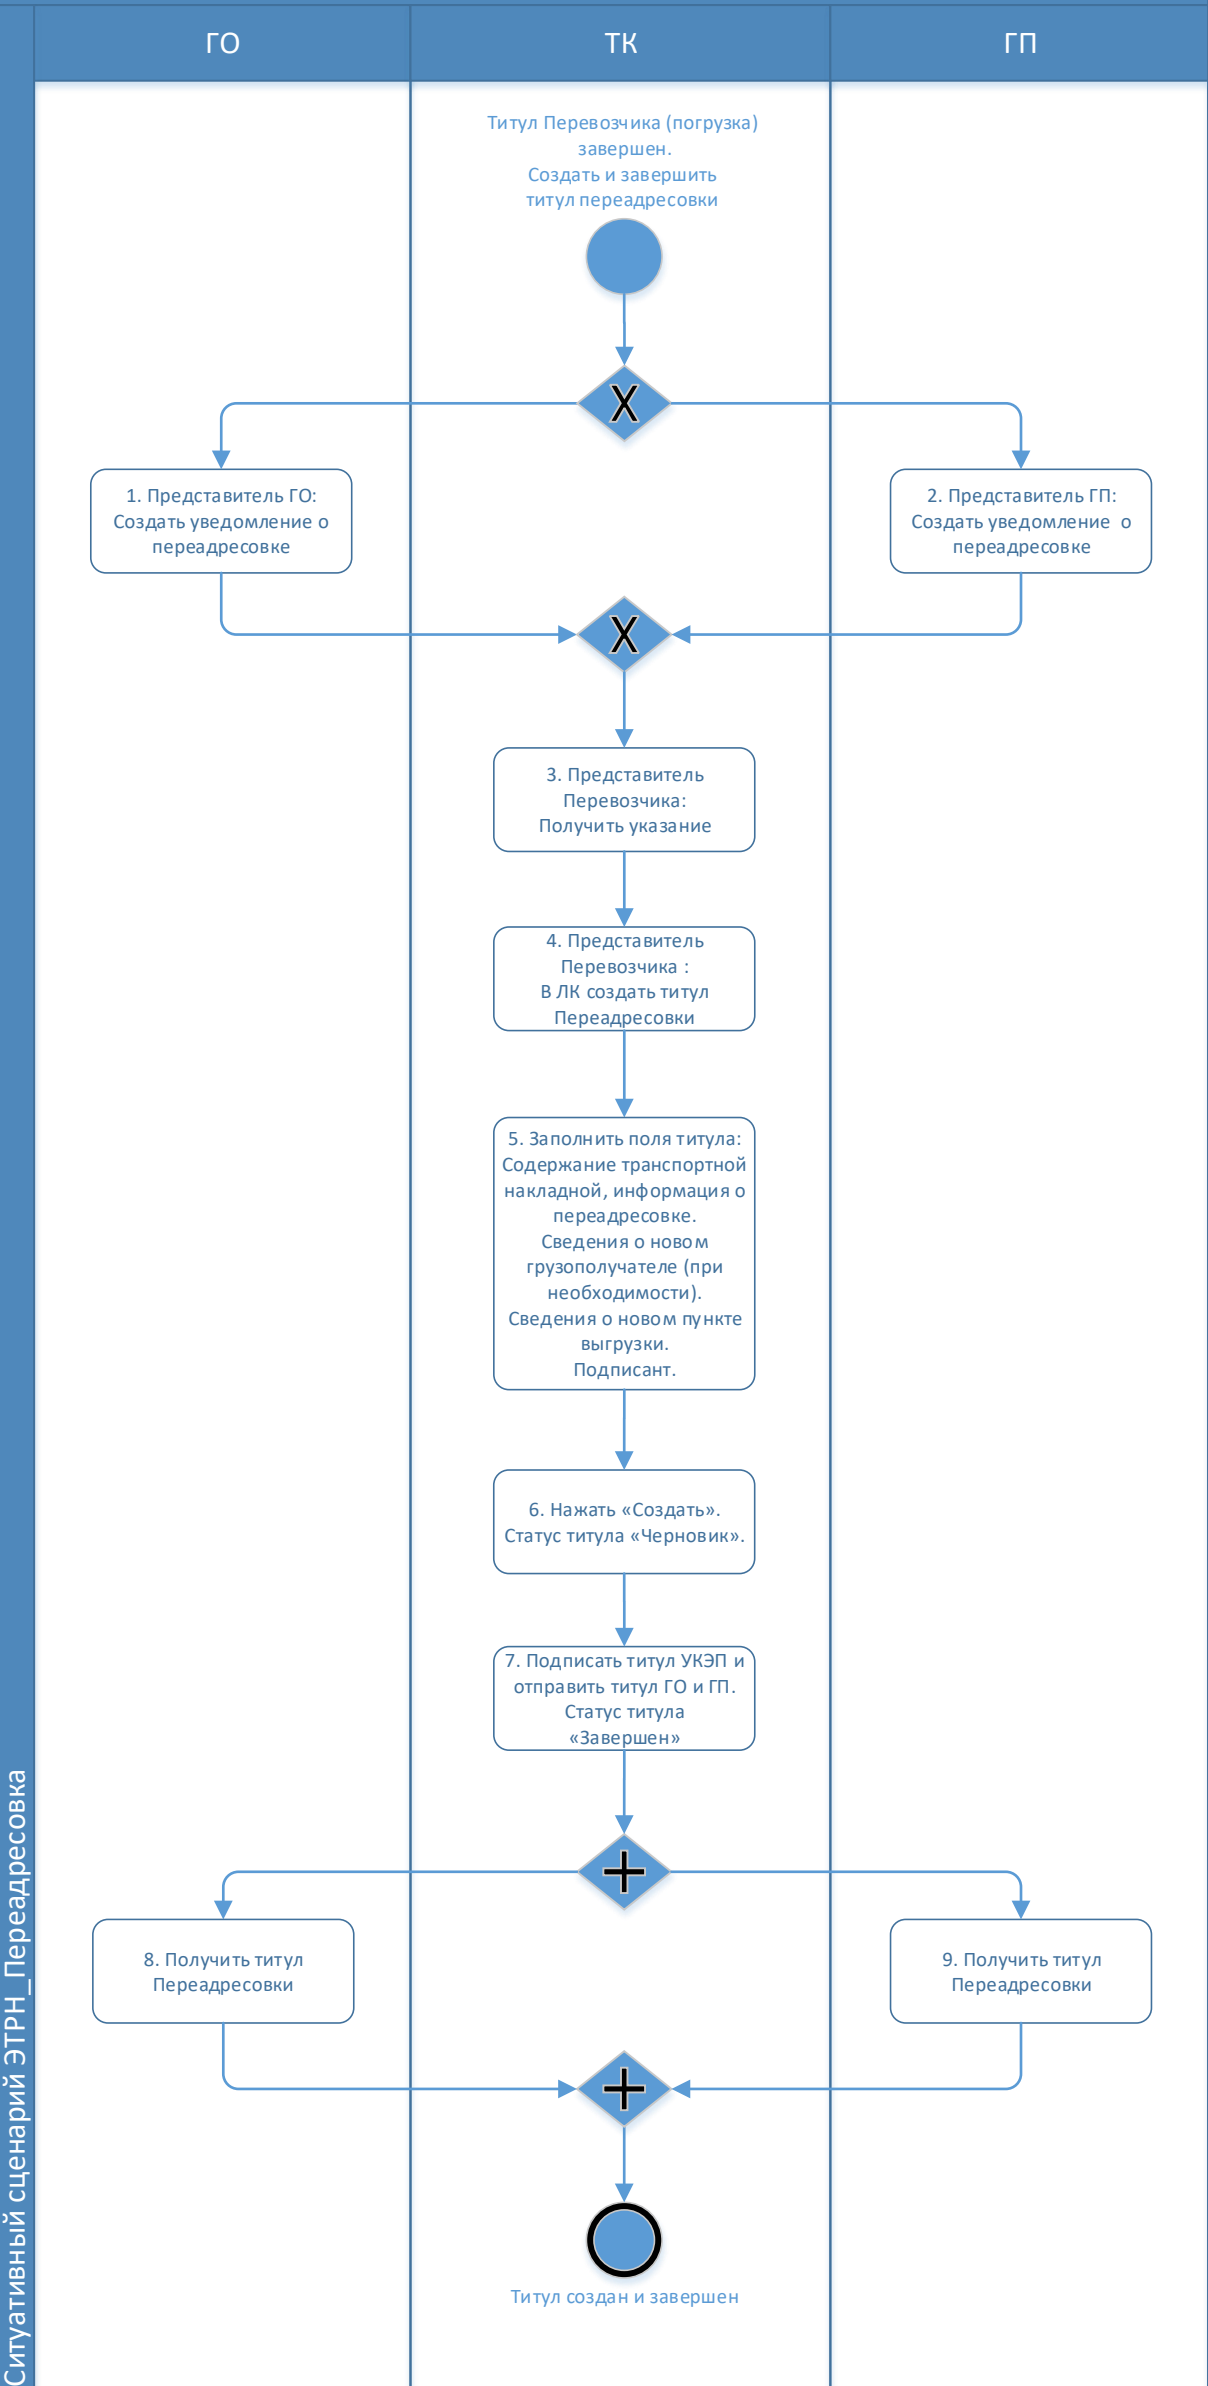 ГО
ТК
ГП
Титул Перевозчика (погрузка)
завершен.
Создать и завершить
титул переадресовки
X
1. Представитель ГО:
Создать уведомление о
переадресовке
2. Представитель ГП:
Создать уведомление о
переадресовке
X
3. Представитель
Перевозчика:
Получить указание
4. Представитель
Перевозчика :
В ЛК создать титул
Переадресовки
5. Заполнить поля титула:
Содержание транспортной
накладной, информация о
переадресовке.
Сведения о новом
грузополучателе (при
необходимости).
Сведения о новом пункте
выгрузки.
Подписант.
6. Нажать «Создать».
Статус титула «Черновик».
7. Подписать титул УКЭП и
отправить титул ГО и ГП.
Статус титула
«Завершен»
8. Получить титул
Переадресовки
9. Получить титул
Переадресовки
Титул создан и завершен
Ситуативный сценарий ЭТРН_Переадресовка